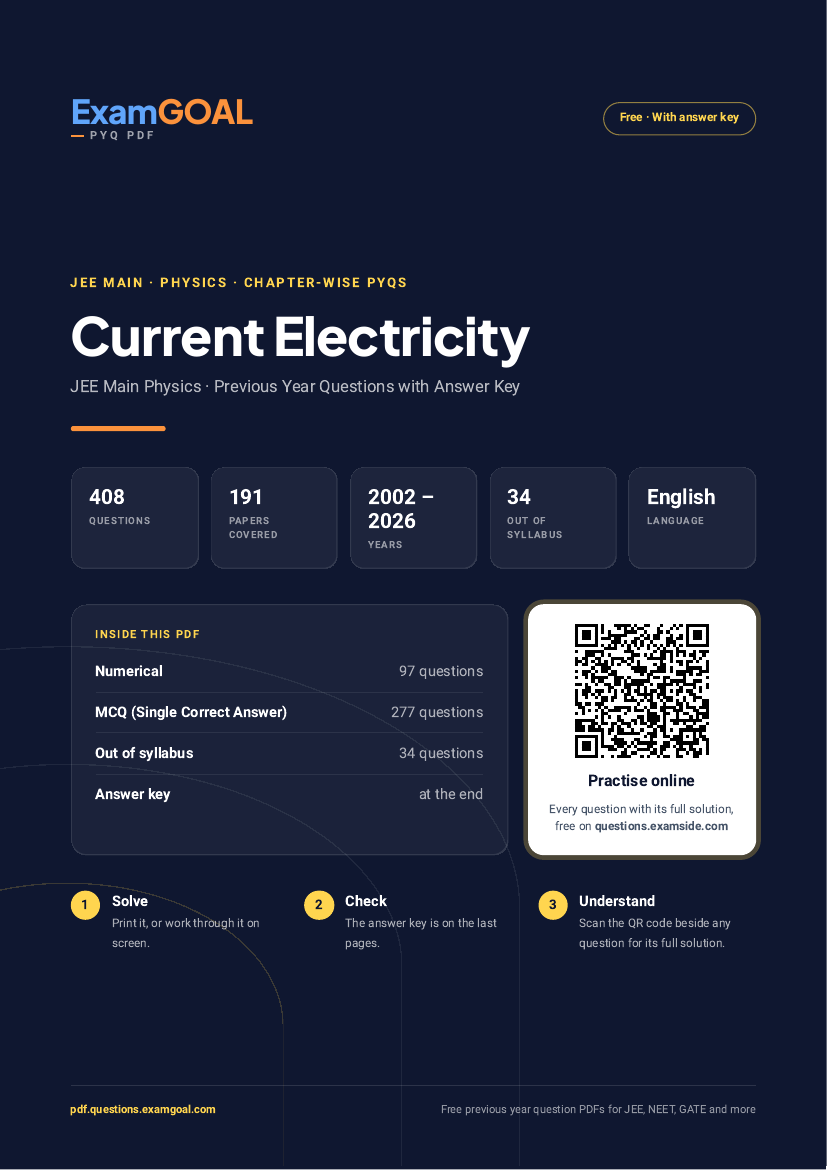 ExamGOAL
PYQ PDF
Free · With answer key
JEE MAIN · PHYSICS · CHAPTER-WISE PYQS
Current Electricity
JEE Main Physics · Previous Year Questions with Answer Key
408
QUESTIONS
191
PAPERS
COVERED
2002 –
2026
YEARS
34
OUT OF
SYLLABUS
English
LANGUAGE
INSIDE THIS PDF
Numerical 97 questions
MCQ (Single Correct Answer) 277 questions
Out of syllabus 34 questions
Answer key at the end
Practise online
Every question with its full solution,
free on questions.examside.com
1 Solve
Print it, or work through it on
screen.
2 Check
The answer key is on the last
pages.
3 Understand
Scan the QR code beside any
question for its full solution.
pdf.questions.examgoal.com
Free previous year question PDFs for JEE, NEET, GATE and more